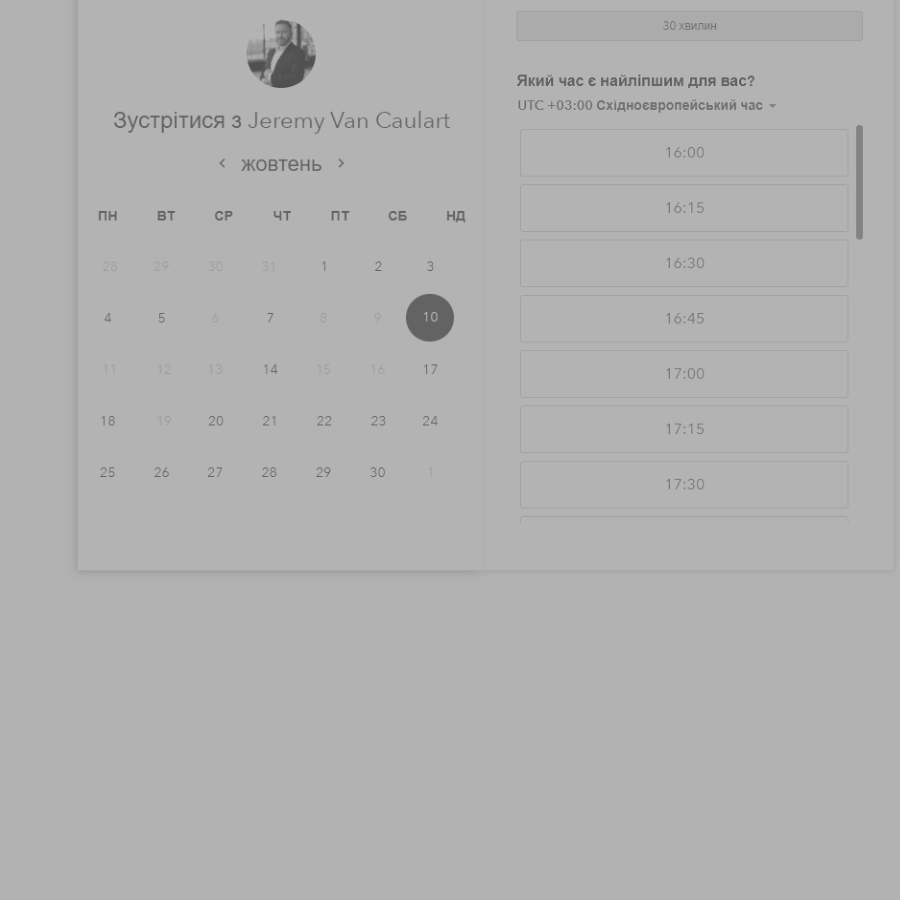 Зустрітися з Jeremy Van Caulart
жовтень
ПН ВТ СР ЧТ ПТ СБ НД
28 29 30 31 1 2 3
4 5 6 7 8 9 10
11 12 13 14 15 16 17
18 19 20 21 22 23 24
25 26 27 28 29 30 1
30 хвилин
Який час є найліпшим для вас?
UTC +03:00 Східноєвропейський час
16:00
16:15
16:30
16:45
17:00
17:15
17:30